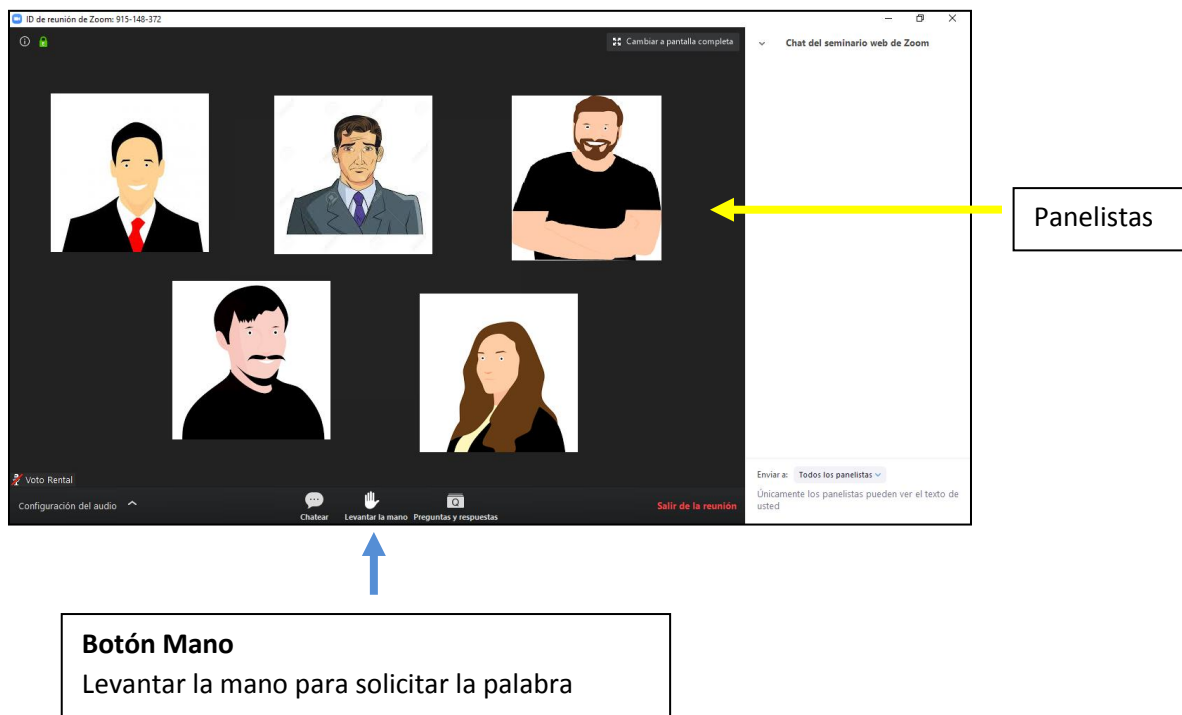 ID de reunión de Zoom: 915-148-372
Cambiar a pantalla completa
Chat del seminario web de Zoom
Panelistas
Voto Rental
Enviar a: Todos los panelistas
Únicamente los panelistas pueden ver el texto de
usted
Configuración del audio
Chatear
Levantar la mano
Preguntas y respuestas
Salir de la reunión
Botón Mano
Levantar la mano para solicitar la palabra